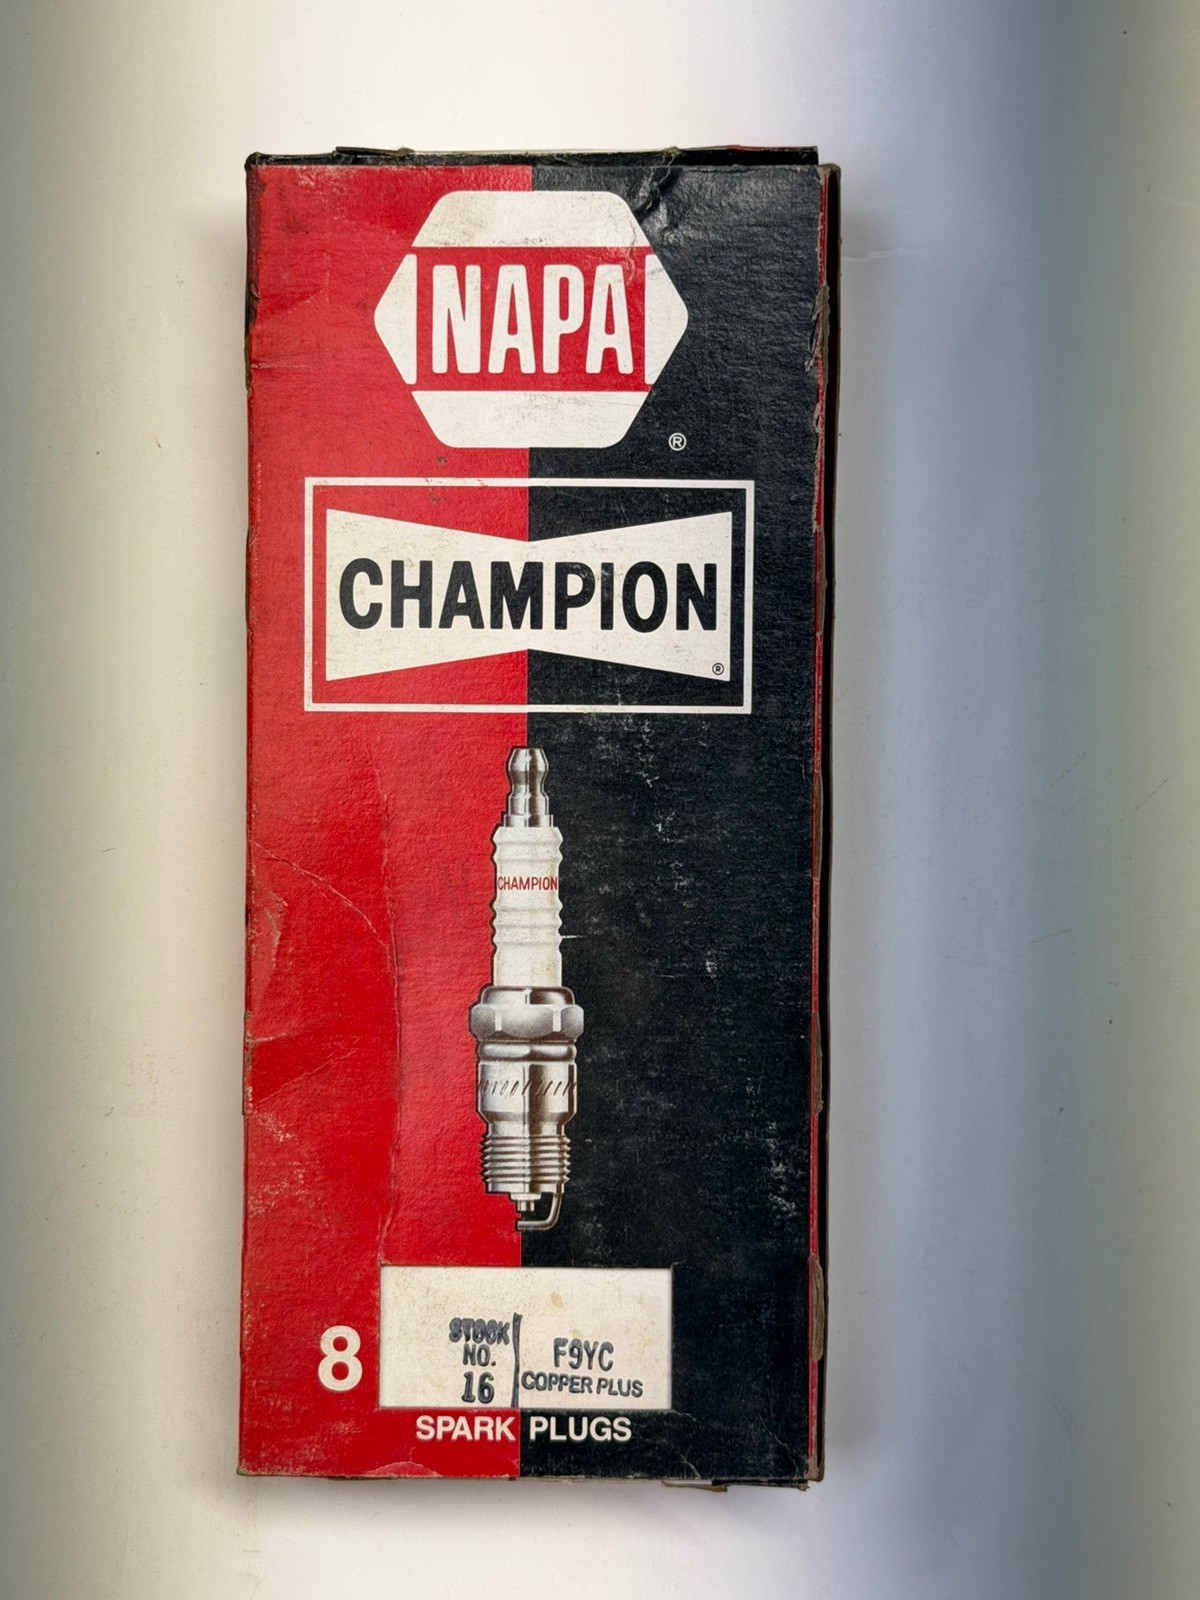 NAPA
®
CHAMPION
®
CHAMPION
8
STOCK NO. 16
F9YC COPPER PLUS
SPARK PLUGS